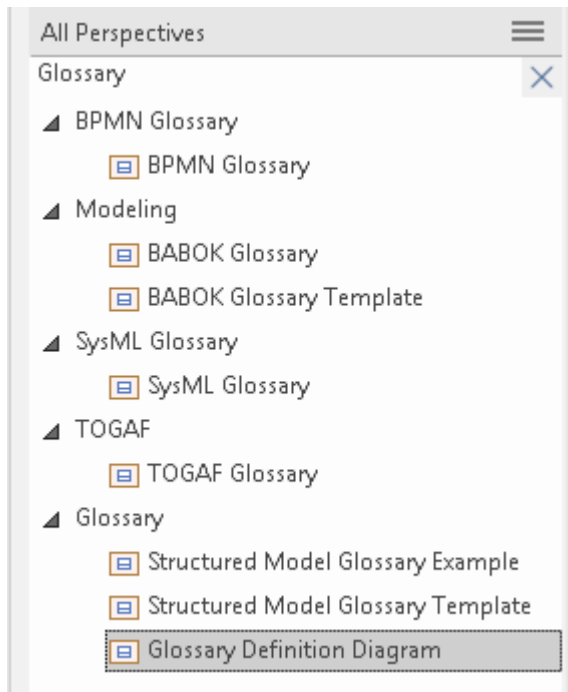 All Perspectives
Glossary
BPMN Glossary
BPMN Glossary
Modeling
BABOK Glossary
BABOK Glossary Template
SysML Glossary
SysML Glossary
TOGAF
TOGAF Glossary
Glossary
Structured Model Glossary Example
Structured Model Glossary Template
Glossary Definition Diagram